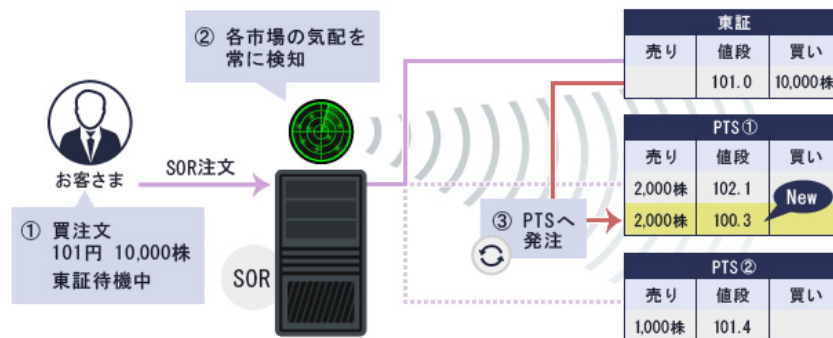 ② 各市場の気配を
常に検知
お客さま
SOR注文
① 買注文
101円 10,000株
東証待機中
SOR
③ PTSへ
発注
東証
売り 値段 買い
101.0 10,000株
PTS①
売り 値段 買い
2,000株 102.1
2,000株 100.3
New
PTS②
売り 値段 買い
1,000株 101.4